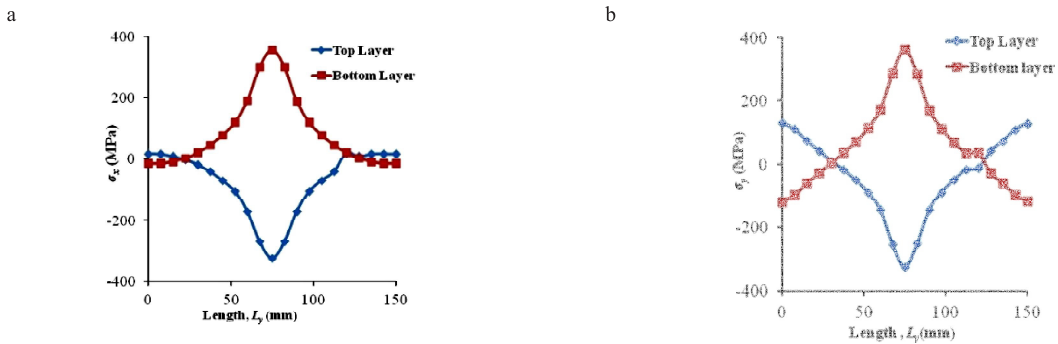 a
400
200
0
-200
-400
σx (MPa)
Top Layer
Bottom Layer
0
50
100
150
Length, Ly (mm)
b
400
200
0
-200
-400
σy (MPa)
Top Layer
Bottom layer
0
50
100
150
Length , Ly (mm)